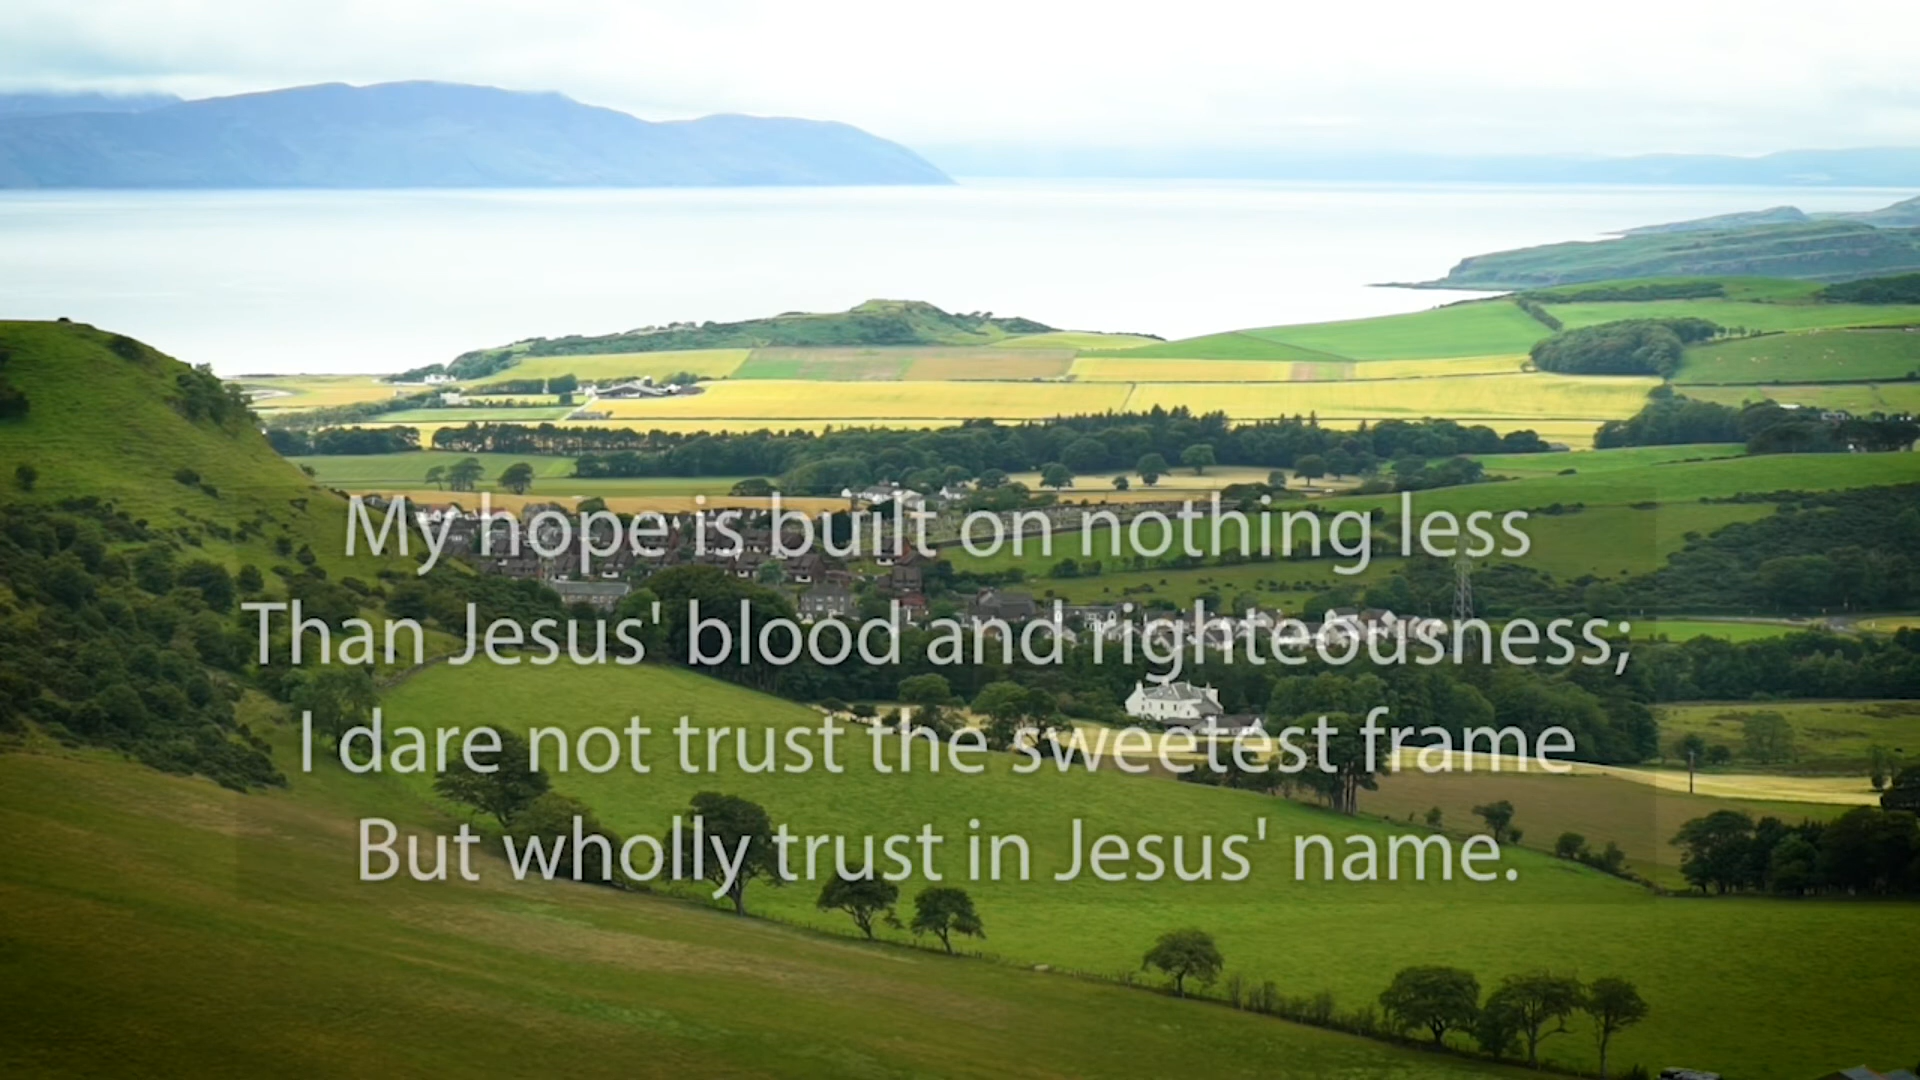 My hope is built on nothing less
Than Jesus' blood and righteousness;
I dare not trust the sweetest frame
But wholly trust in Jesus' name.